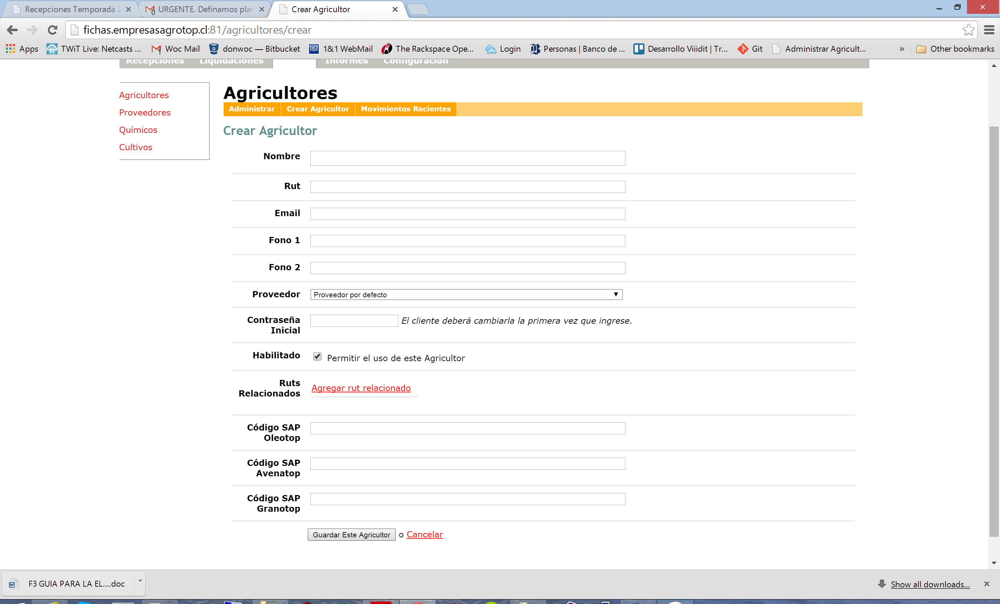 Recepciones Temporada 2
URGENTE. Definamos plan
Crear Agricultor
fichas.empresasagrotop.cl:81/agricultores/crear
Apps TWiT Live: Netcasts ... Woc Mail donwoc — Bitbucket 1&1 1&1 WebMail The Rackspace Ope... Login Personas | Banco de ... Desarrollo Viiidit | Tr... Git Administrar Agricult... » Other bookmarks
Recepciones Liquidaciones Informes Configuración
Agricultores
Proveedores
Químicos
Cultivos
Agricultores
Administrar Crear Agricultor Movimientos Recientes
Crear Agricultor
Nombre
Rut
Email
Fono 1
Fono 2
Proveedor Proveedor por defecto
Contraseña
Inicial
El cliente deberá cambiarla la primera vez que ingrese.
Habilitado Permitir el uso de este Agricultor
Ruts
Relacionados
Agregar rut relacionado
Código SAP
Oleotop
Código SAP
Avenatop
Código SAP
Granotop
Guardar Este Agricultor o Cancelar
F3 GUIA PARA LA EL....doc
Show all downloads...